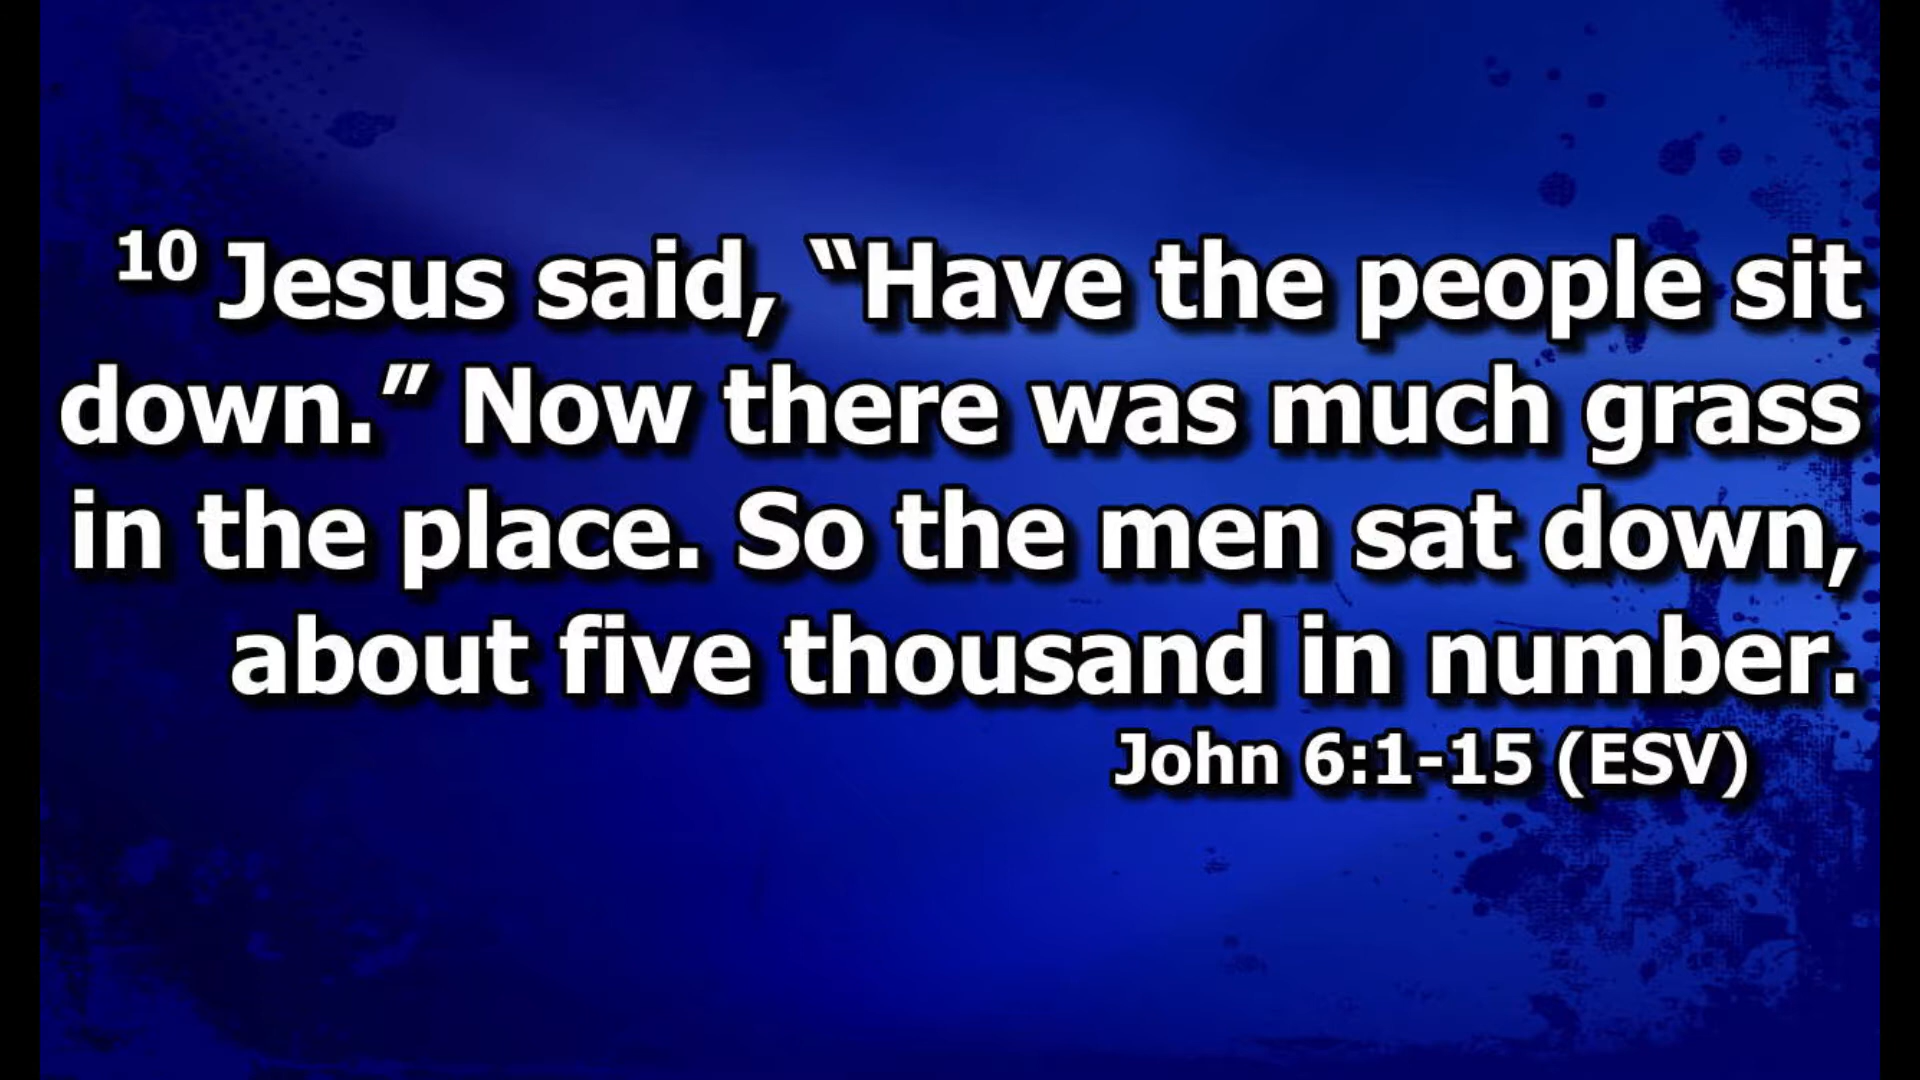 10 Jesus said, “Have the people sit
down.” Now there was much grass
in the place. So the men sat down,
about five thousand in number.
John 6:1-15 (ESV)